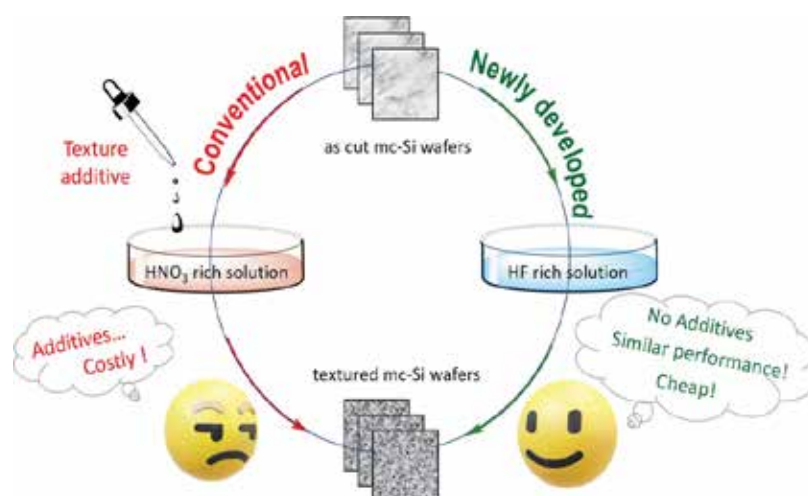 Conventional
Newly developed
as cut mc-Si wafers
Texture
additive
HNO₃ rich solution
HF rich solution
Additives...
Costly !
No Additives
Similar performance!
Cheap!
textured mc-Si wafers